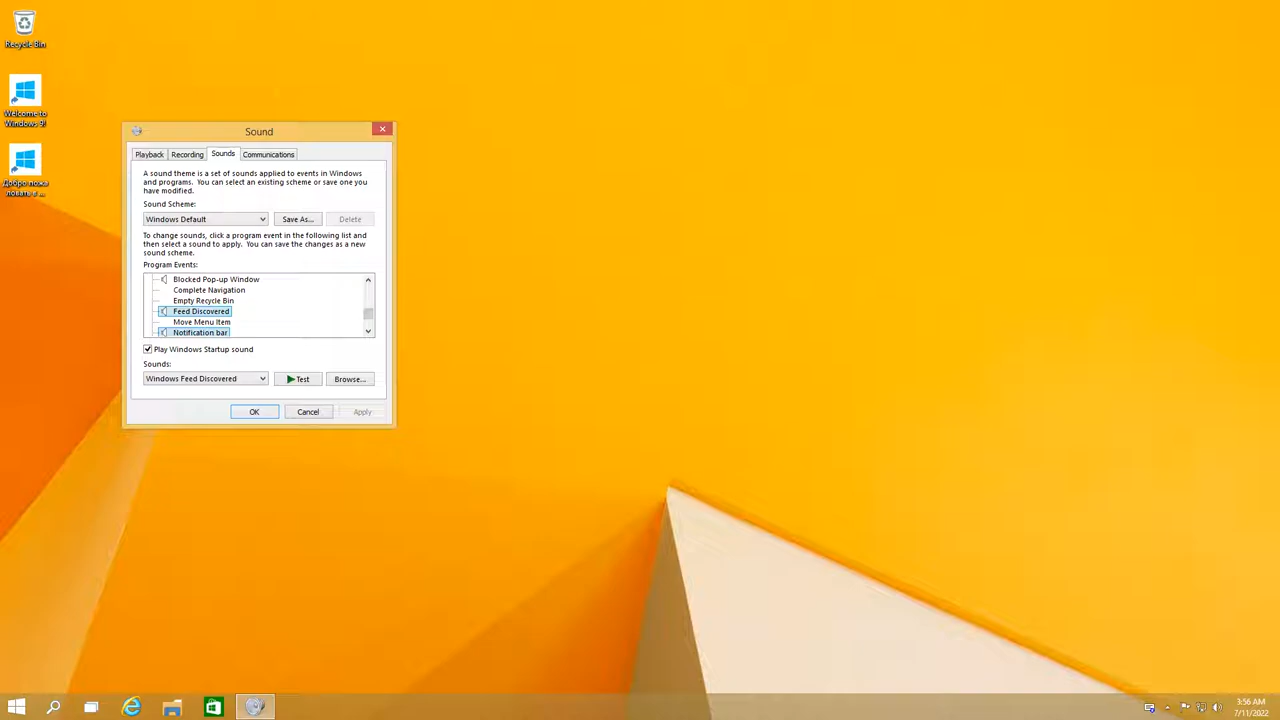 Recycle Bin
Welcome to
Windows 9!
Добро пожа
ловать в ...
Sound
Playback
Recording
Sounds
Communications
A sound theme is a set of sounds applied to events in Windows
and programs. You can select an existing scheme or save one you
have modified.
Sound Scheme:
Windows Default
Save As...
Delete
To change sounds, click a program event in the following list and
then select a sound to apply. You can save the changes as a new
sound scheme.
Program Events:
Blocked Pop-up Window
Complete Navigation
Empty Recycle Bin
Feed Discovered
Move Menu Item
Notification bar
Play Windows Startup sound
Sounds:
Windows Feed Discovered
Test
Browse...
OK
Cancel
Apply
3:56 AM
7/11/2022